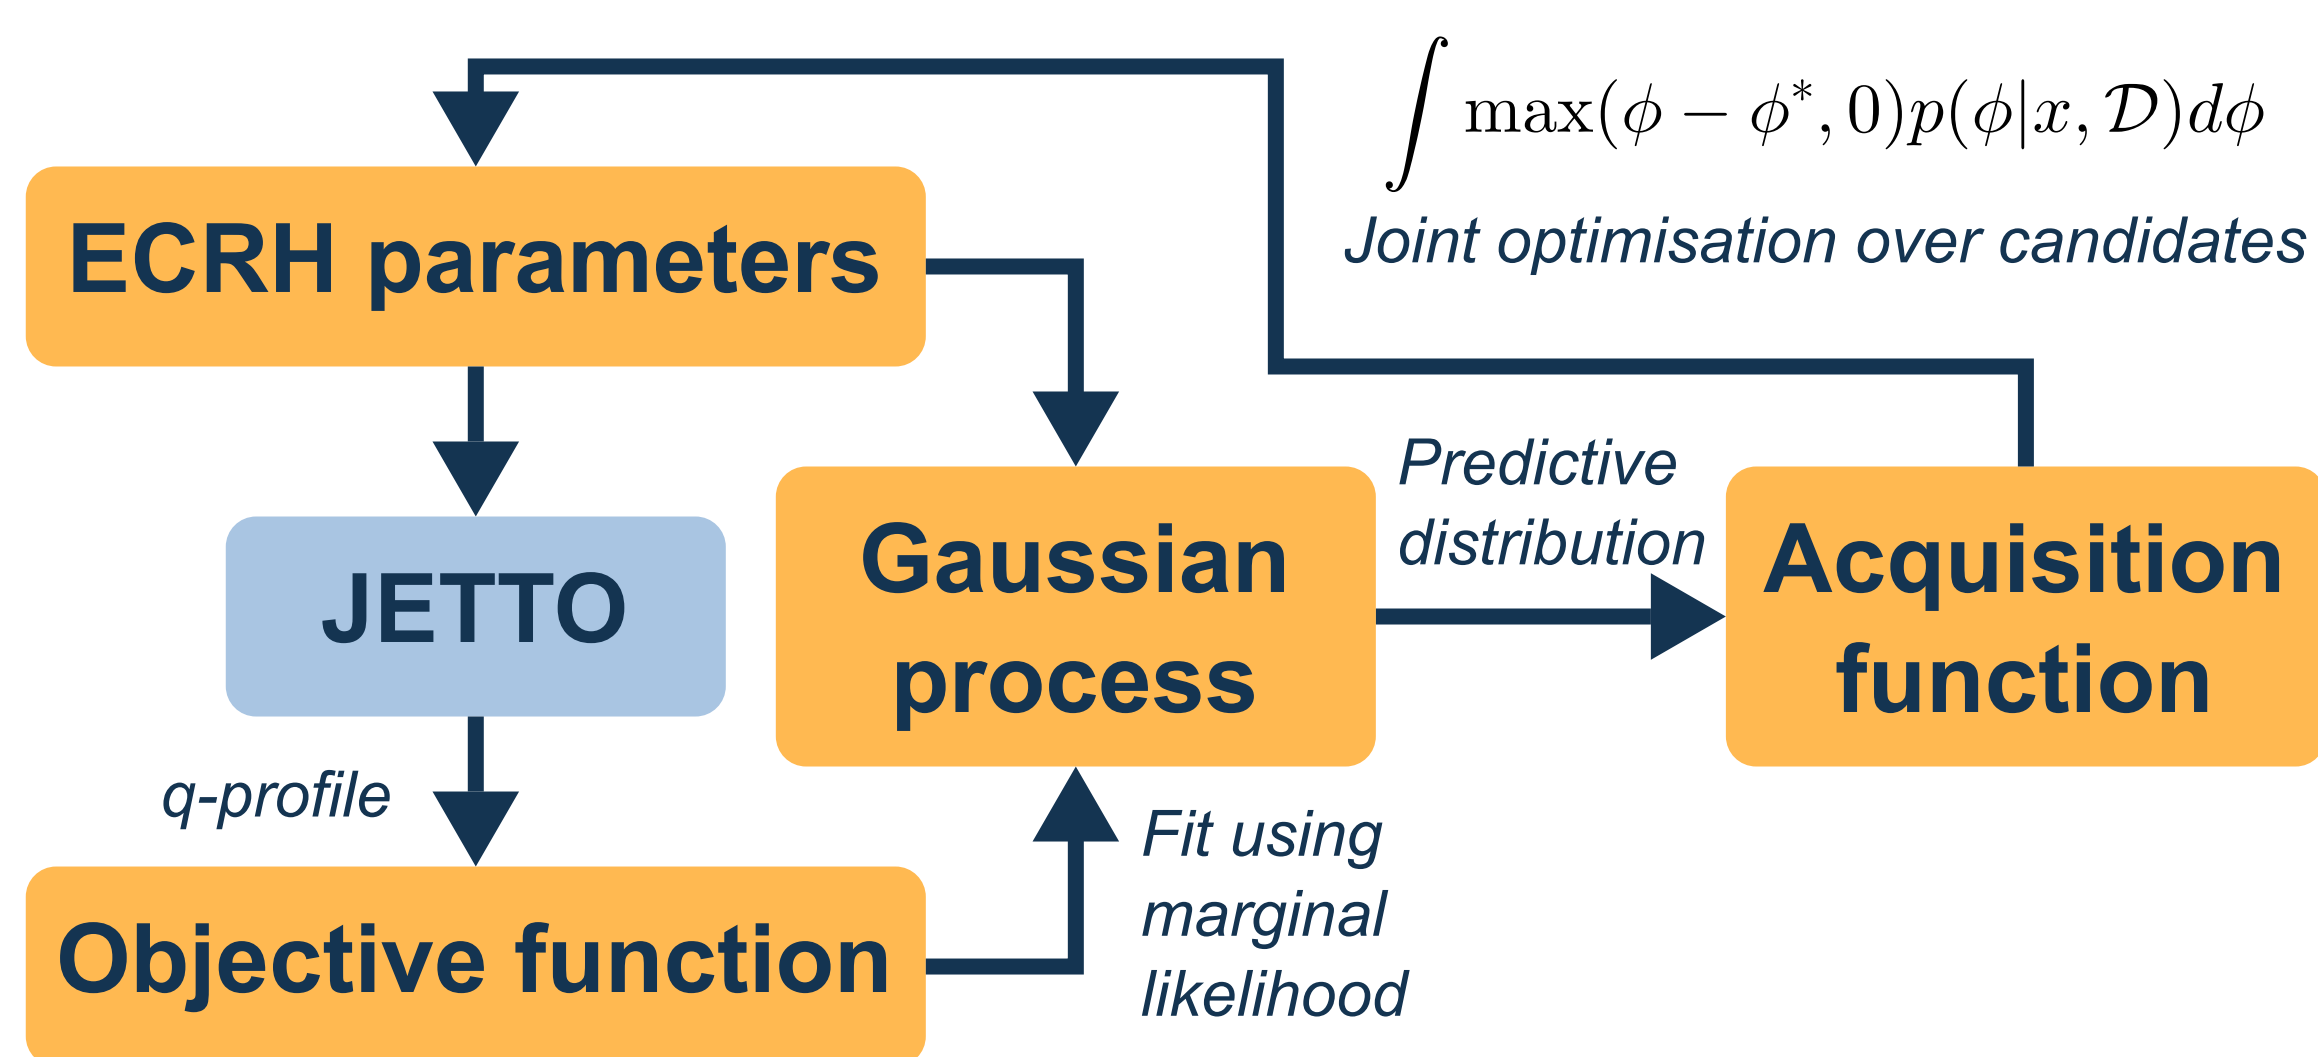 ∫ max(ϕ − ϕ*, 0)p(ϕ|x, 𝒟)dϕ
Joint optimisation over candidates
ECRH parameters
Predictive
distribution
JETTO
Gaussian
process
Acquisition
function
q-profile
Fit using
marginal
likelihood
Objective function